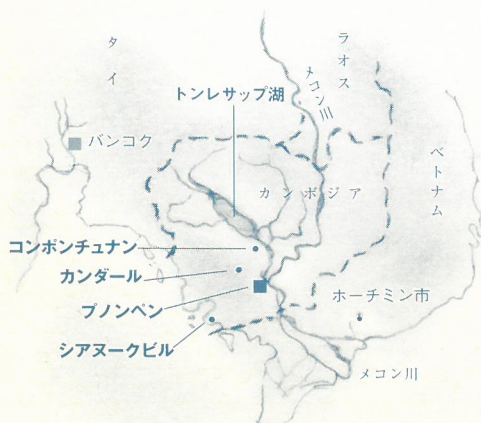 タイ
ラオス
メコン川
トンレサップ湖
バンコク
ベトナム
カンボジア
コンポンチュナン
カンダール
プノンペン
ホーチミン市
シアヌークビル
メコン川